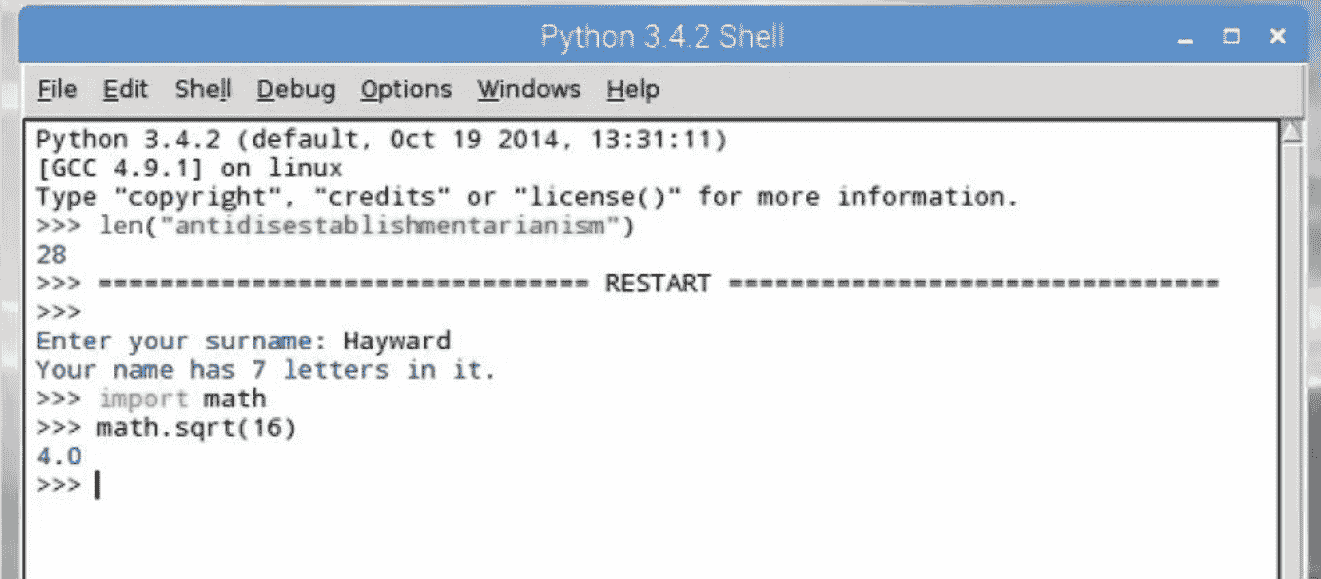 Python 3.4.2 Shell
File Edit Shell Debug Options Windows Help
Python 3.4.2 (default, Oct 19 2014, 13:31:11)
[GCC 4.9.1] on linux
Type "copyright", "credits" or "license()" for more information.
>>> len("antidisestablishmentarianism")
28
>>> ================================ RESTART ================================
>>>
Enter your surname: Hayward
Your name has 7 letters in it.
>>> import math
>>> math.sqrt(16)
4.0
>>>